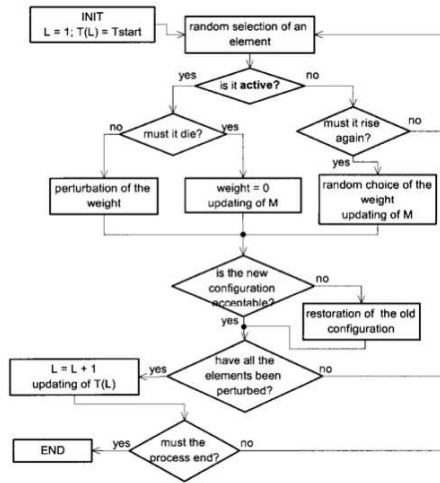 INIT
L = 1; T(L) = Tstart
random selection of an
element
yes
is it active?
no
no
must it die?
yes
must it rise
again?
no
yes
perturbation of the
weight
weight = 0
updating of M
random choice of the
weight
updating of M
is the new
configuration
acceptable?
no
yes
restoration of the old
configuration
L = L + 1
updating of T(L)
yes
have all the
elements been
perturbed?
no
END
yes
must the
process end?
no